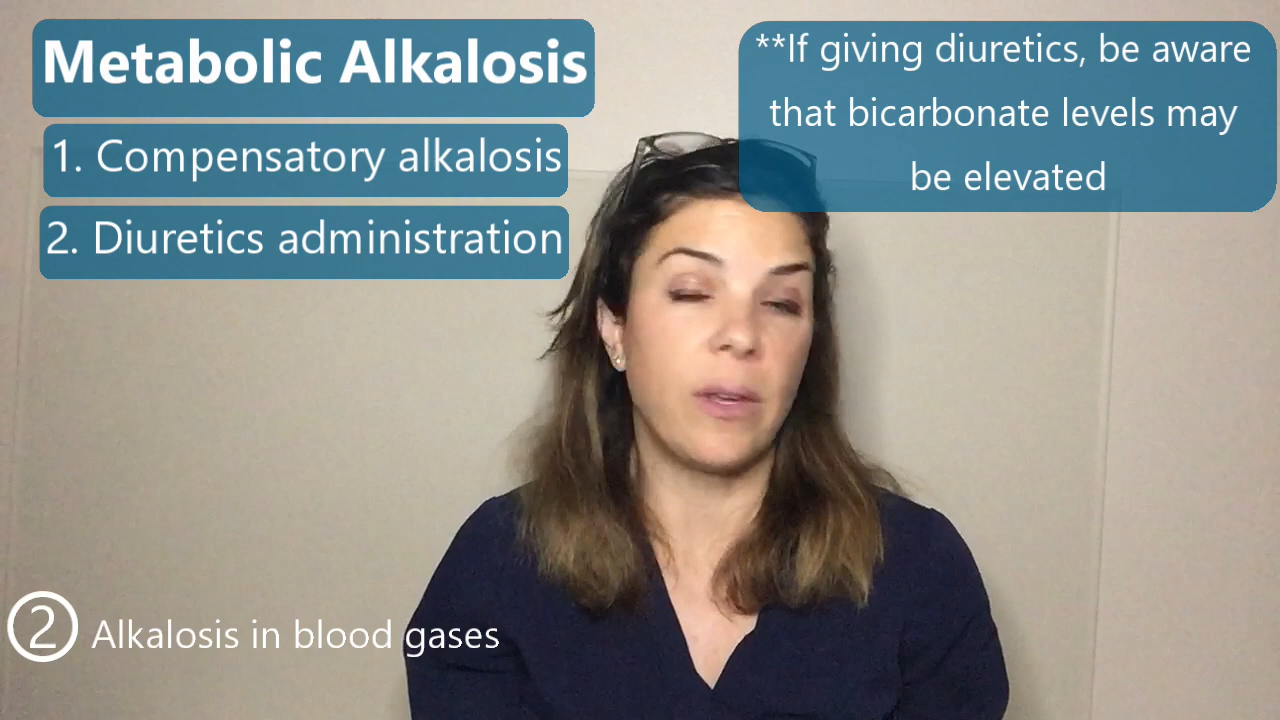 Metabolic Alkalosis
1. Compensatory alkalosis
2. Diuretics administration
**If giving diuretics, be aware
that bicarbonate levels may
be elevated
2 Alkalosis in blood gases